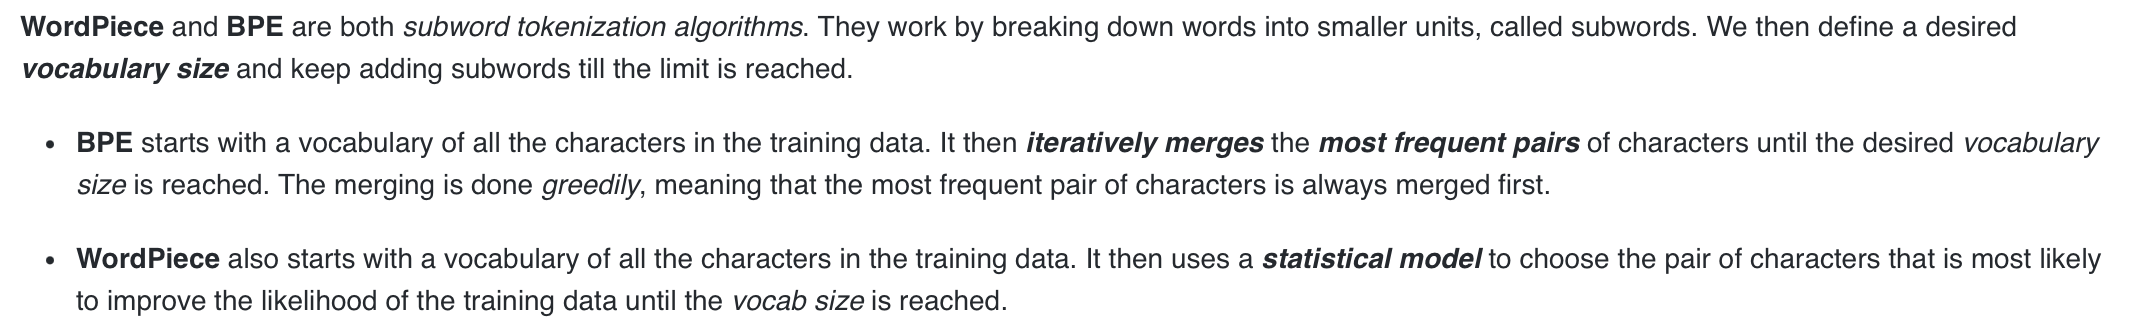 WordPiece and BPE are both subword tokenization algorithms. They work by breaking down words into smaller units, called subwords. We then define a desired
vocabulary size and keep adding subwords till the limit is reached.
• BPE starts with a vocabulary of all the characters in the training data. It then iteratively merges the most frequent pairs of characters until the desired vocabulary
size is reached. The merging is done greedily, meaning that the most frequent pair of characters is always merged first.
• WordPiece also starts with a vocabulary of all the characters in the training data. It then uses a statistical model to choose the pair of characters that is most likely
to improve the likelihood of the training data until the vocab size is reached.